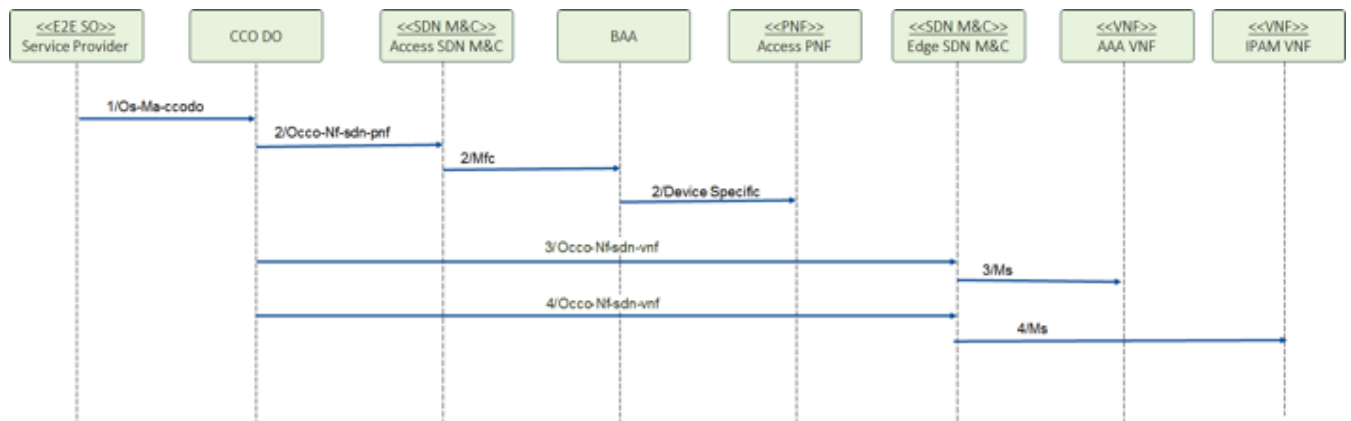 <<E2E SO>>
Service Provider
CCO DO
<<SDN M&C>>
Access SDN M&C
BAA
<<PNF>>
Access PNF
<<SDN M&C>>
Edge SDN M&C
<<VNF>>
AAA VNF
<<VNF>>
IPAM VNF
1/Os-Ma-ccodo
2/Occo-Nf-sdn-pnf
2/Mfc
2/Device Specific
3/Occo-Nf-sdn-vnf
3/Ms
4/Occo-Nf-sdn-vnf
4/Ms